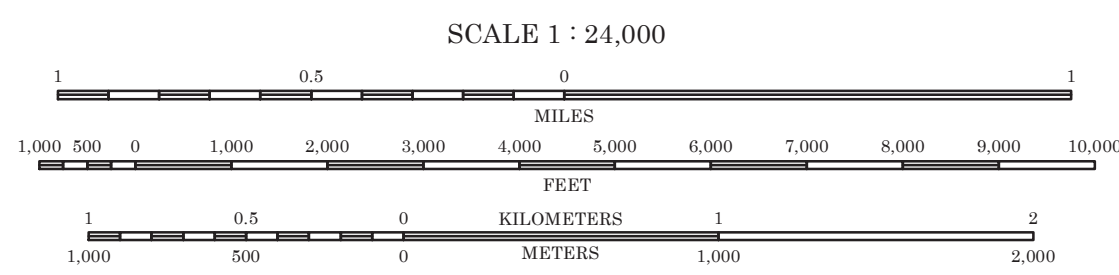 SCALE 1 : 24,000
1 0.5 0 1
MILES
1,000 500 0 1,000 2,000 3,000 4,000 5,000 6,000 7,000 8,000 9,000 10,000
FEET
1 0.5 0 KILOMETERS 1 2
1,000 500 0 METERS 1,000 2,000